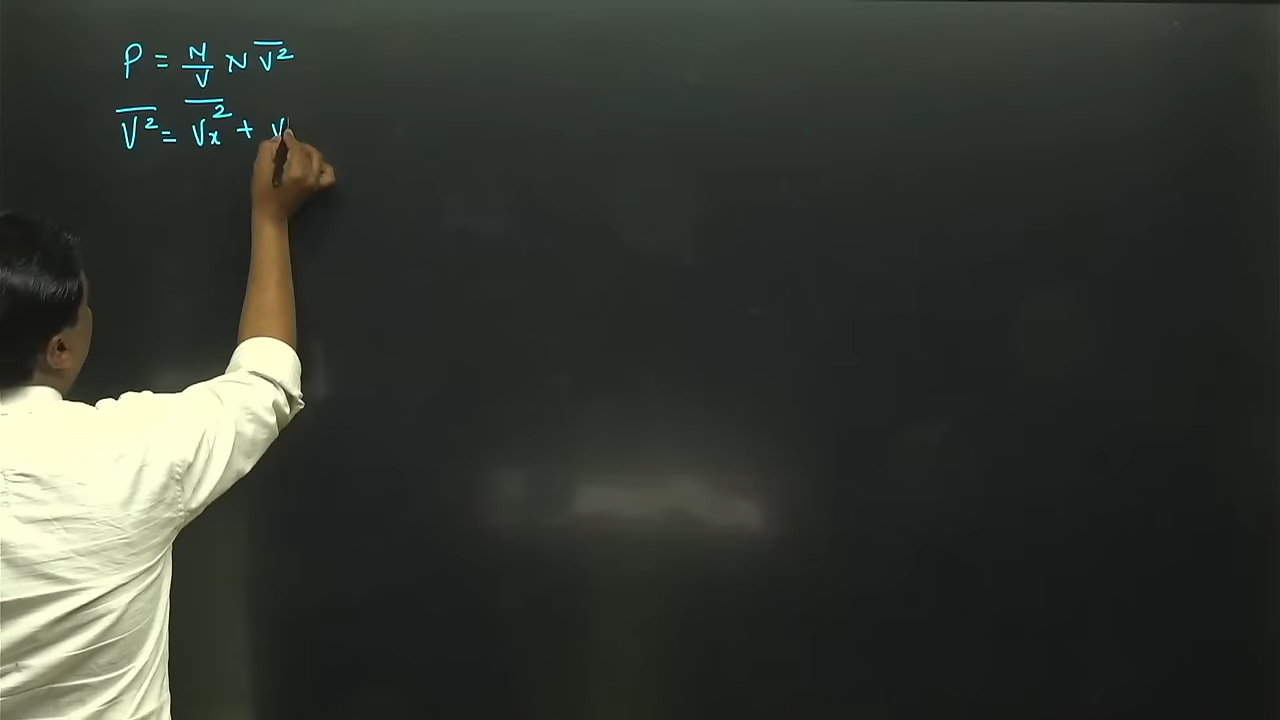 P = M/V N v̅²
v̅² = v̅x² + v